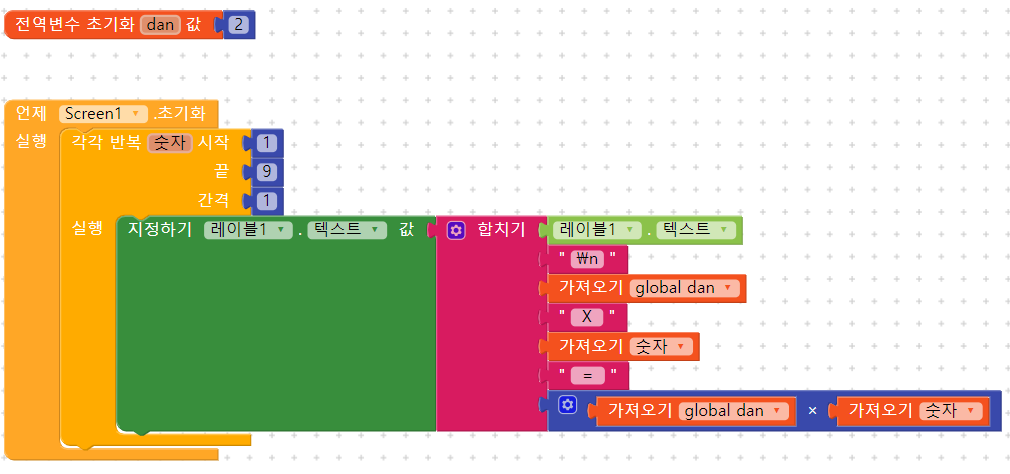 전역변수 초기화 dan 값 2
언제 Screen1 .초기화
실행 각각 반복 숫자 시작 1
끝 9
간격 1
실행 지정하기 레이블1 . 텍스트 값 합치기 레이블1 . 텍스트
" ₩n "
가져오기 global dan
" X "
가져오기 숫자
" = "
가져오기 global dan × 가져오기 숫자